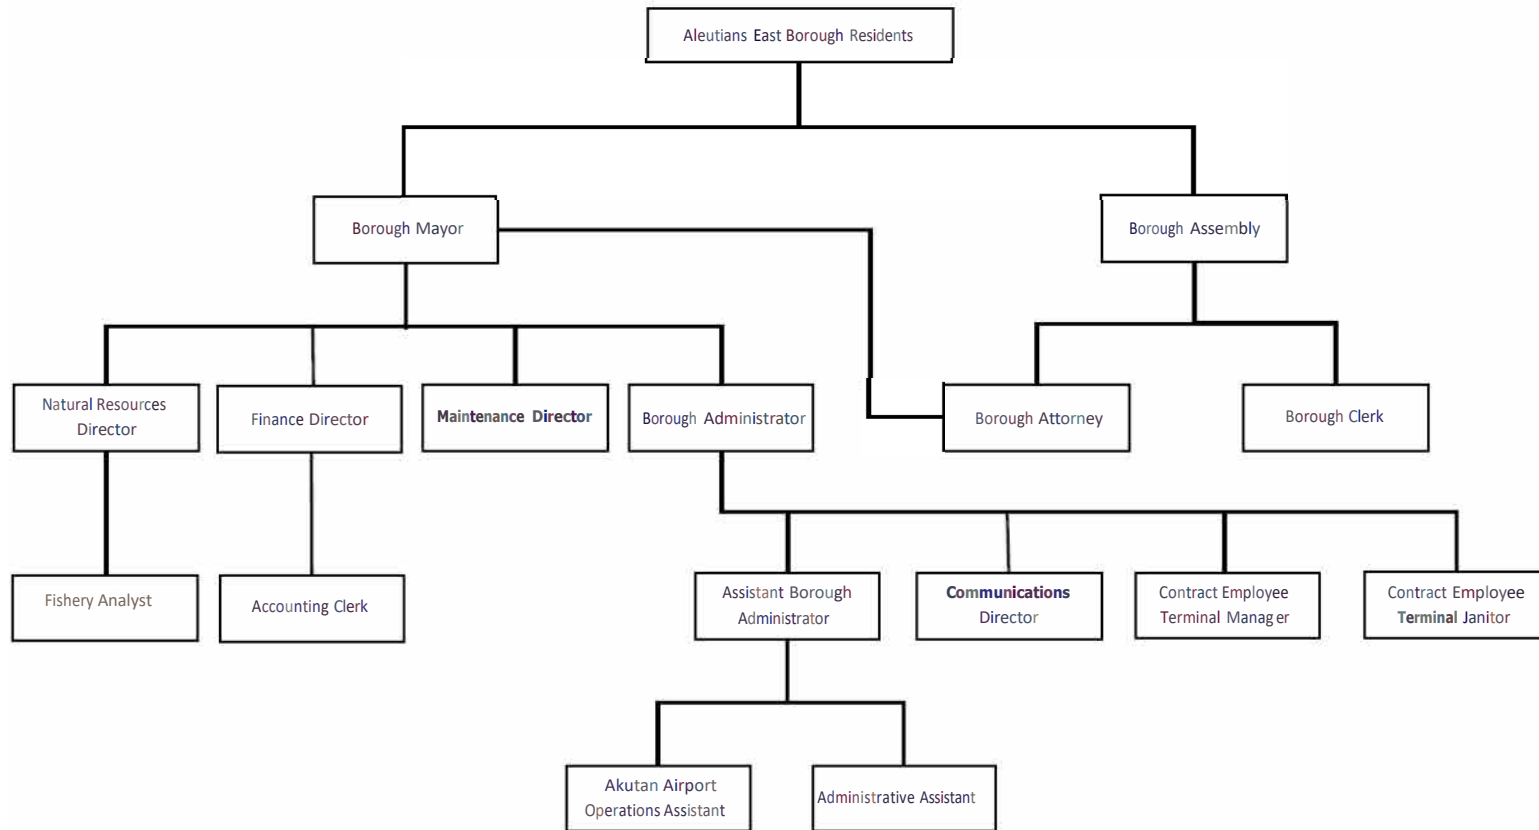 Aleutians East Borough Residents
Borough Mayor
Borough Assembly
Natural Resources
Director
Finance Director
Maintenance Director
Borough Administrator
Borough Attorney
Borough Clerk
Fishery Analyst
Accounting Clerk
Assistant Borough
Administrator
Communications
Director
Contract Employee
Terminal Manager
Contract Employee
Terminal Janitor
Akutan Airport
Operations Assistant
Administrative Assistant